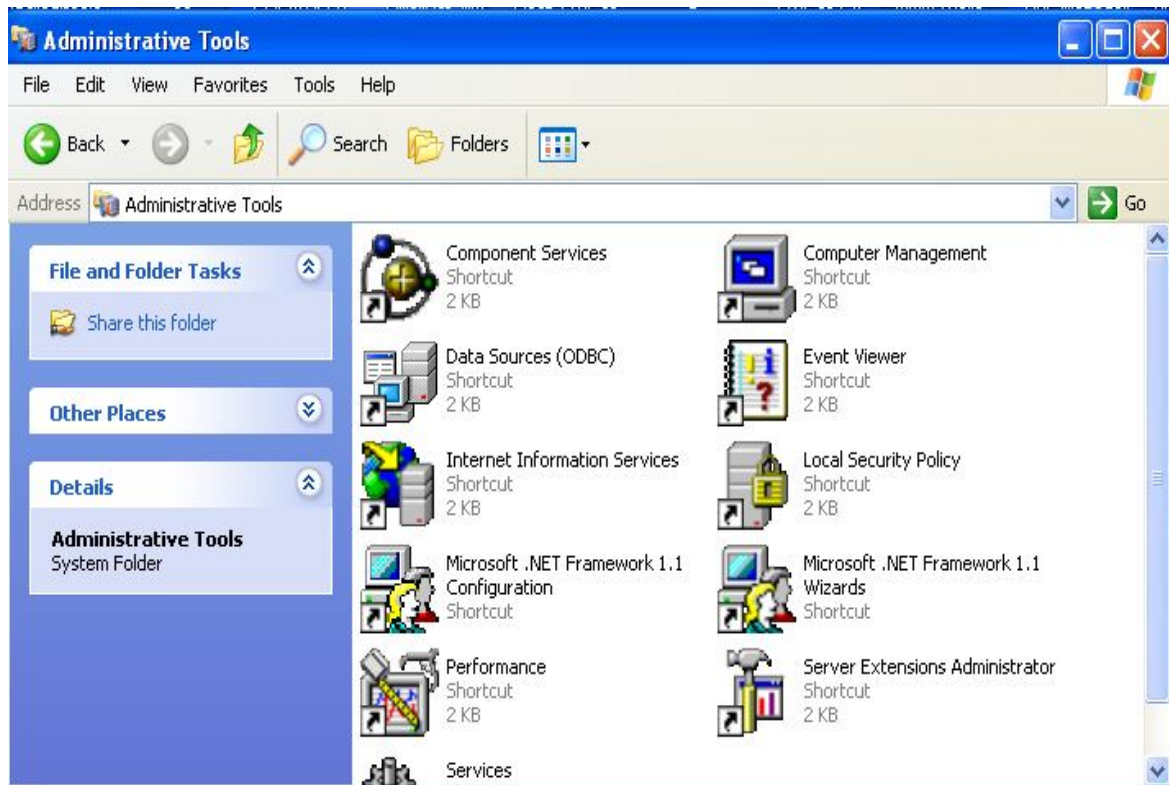 Administrative Tools
File Edit View Favorites Tools Help
Back Search Folders
Address Administrative Tools Go
File and Folder Tasks
Share this folder
Other Places
Details
Administrative Tools
System Folder
Component Services
Shortcut
2 KB
Computer Management
Shortcut
2 KB
Data Sources (ODBC)
Shortcut
2 KB
Event Viewer
Shortcut
2 KB
Internet Information Services
Shortcut
2 KB
Local Security Policy
Shortcut
2 KB
Microsoft .NET Framework 1.1
Configuration
Shortcut
Microsoft .NET Framework 1.1
Wizards
Shortcut
Performance
Shortcut
2 KB
Server Extensions Administrator
Shortcut
2 KB
Services